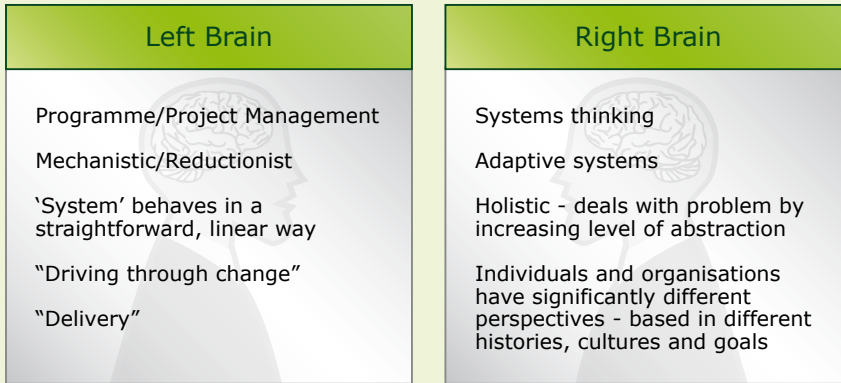 Left Brain
Programme/Project Management
Mechanistic/Reductionist
‘System’ behaves in a
straightforward, linear way
“Driving through change”
“Delivery”
Right Brain
Systems thinking
Adaptive systems
Holistic - deals with problem by
increasing level of abstraction
Individuals and organisations
have significantly different
perspectives - based in different
histories, cultures and goals